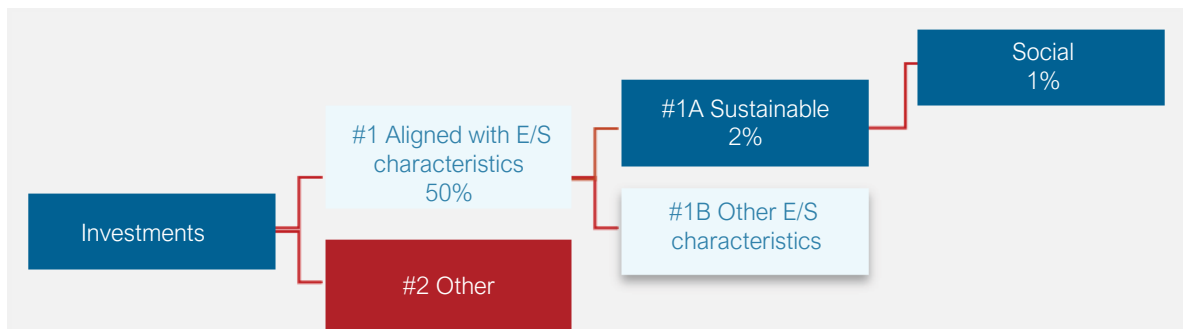 Investments
#1 Aligned with E/S
characteristics
50%
#2 Other
#1A Sustainable
2%
#1B Other E/S
characteristics
Social
1%